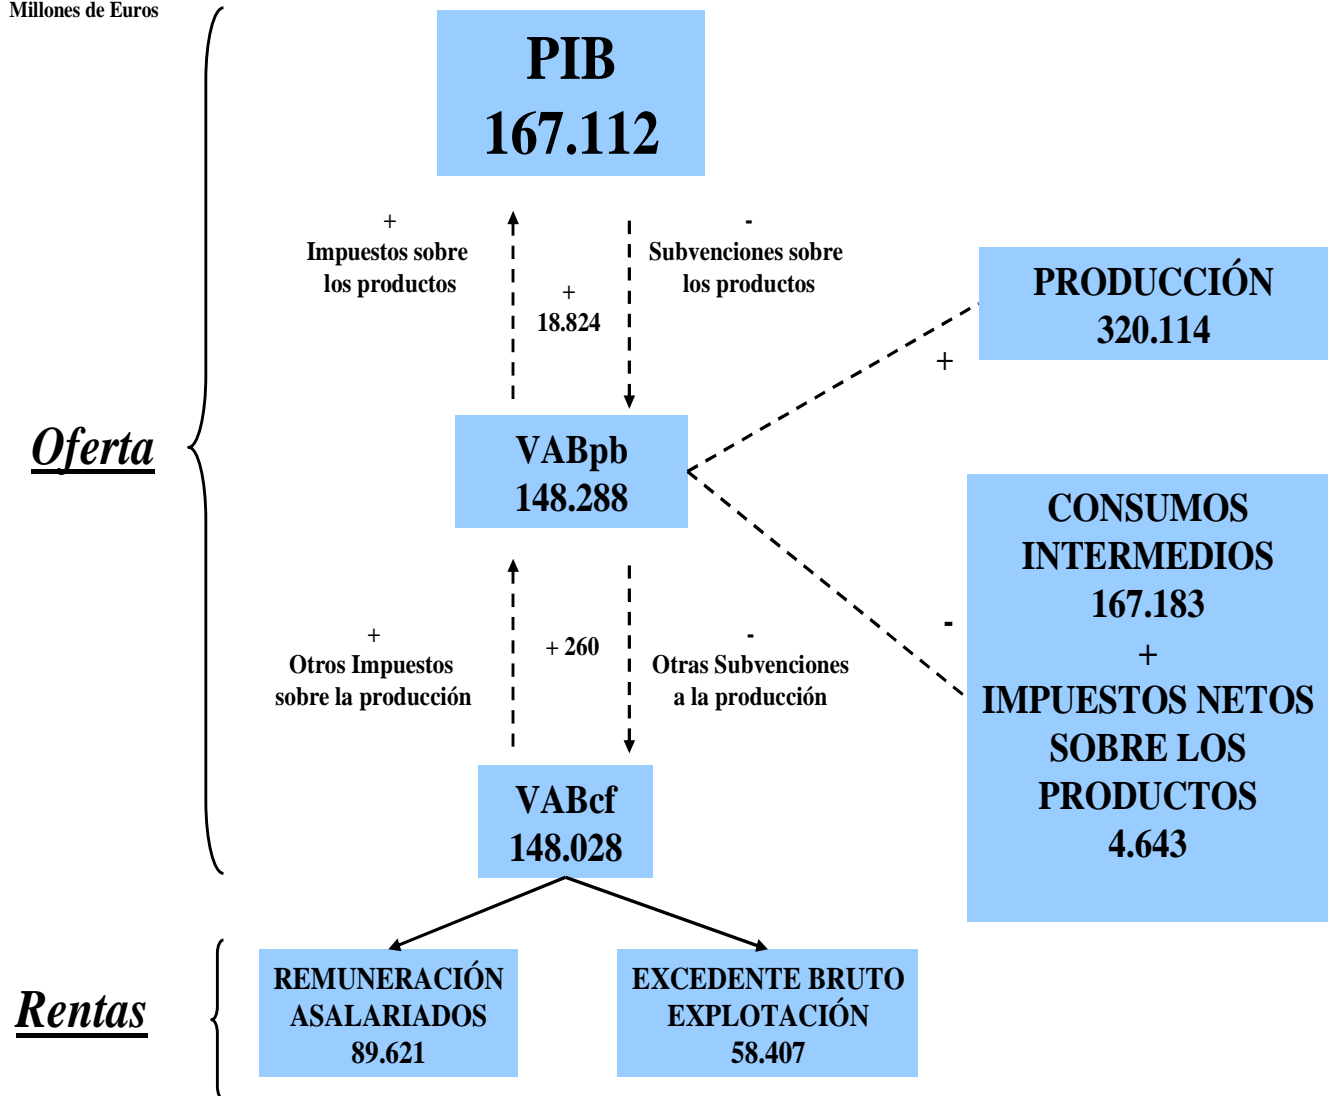 Millones de Euros
PIB
167.112
+
Impuestos sobre
los productos
+
18.824
-
Subvenciones sobre
los productos
PRODUCCIÓN
320.114
+
Oferta
VABpb
148.288
CONSUMOS
INTERMEDIOS
167.183
+
IMPUESTOS NETOS
SOBRE LOS
PRODUCTOS
4.643
-
+
Otros Impuestos
sobre la producción
+ 260
-
Otras Subvenciones
a la producción
VABcf
148.028
Rentas
REMUNERACIÓN
ASALARIADOS
89.621
EXCEDENTE BRUTO
EXPLOTACIÓN
58.407